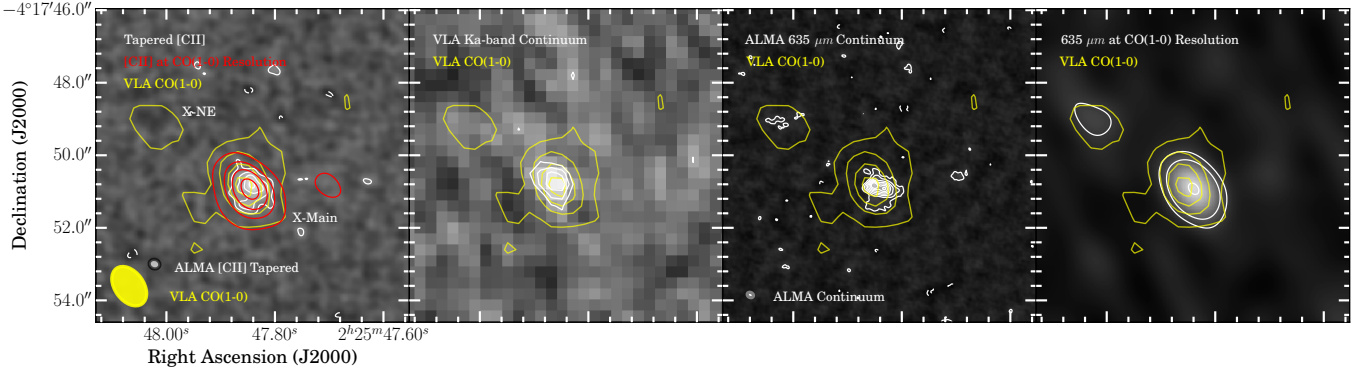 −4°17′46.0″
48.0″
50.0″
52.0″
54.0″
Declination (J2000)
Tapered [CII]
[CII] at CO(1-0) Resolution
VLA CO(1-0)
X-NE
X-Main
ALMA [CII] Tapered
VLA CO(1-0)
48.00ˢ
47.80ˢ
2ʰ25ᵐ47.60ˢ
Right Ascension (J2000)
VLA Ka-band Continuum
VLA CO(1-0)
ALMA 635 μm Continuum
VLA CO(1-0)
ALMA Continuum
635 μm at CO(1-0) Resolution
VLA CO(1-0)